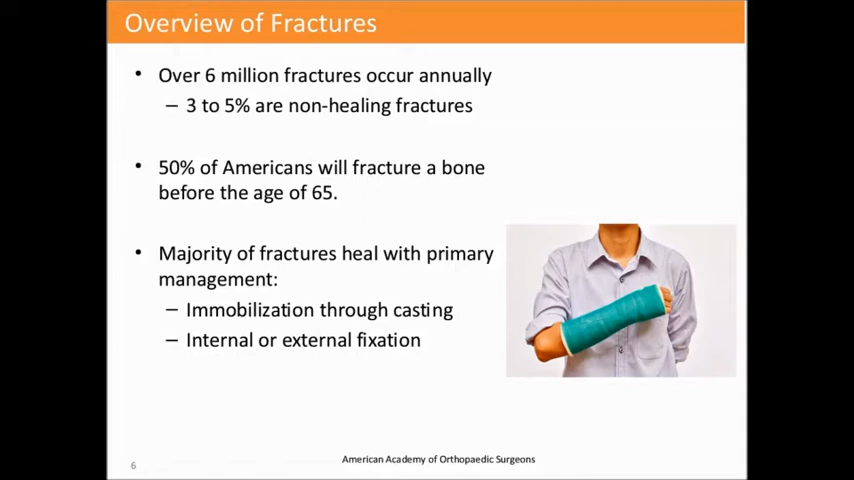 Overview of Fractures
• Over 6 million fractures occur annually
– 3 to 5% are non-healing fractures
• 50% of Americans will fracture a bone
before the age of 65.
• Majority of fractures heal with primary
management:
– Immobilization through casting
– Internal or external fixation
6
American Academy of Orthopaedic Surgeons